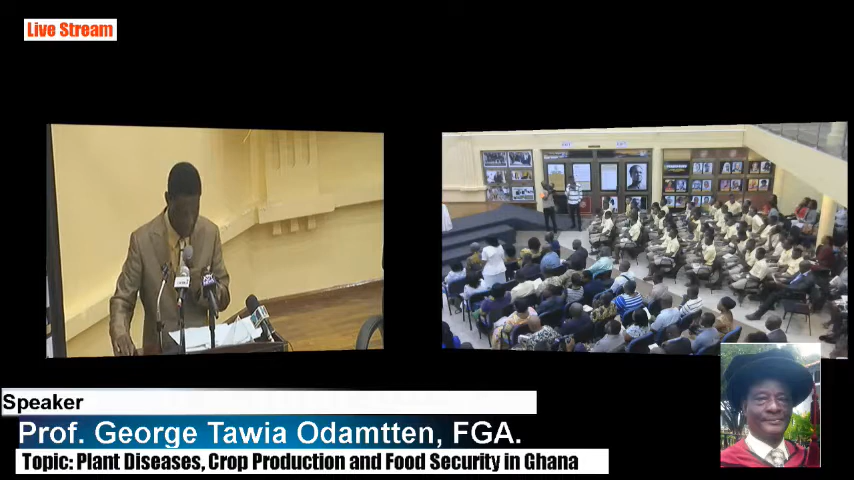 Live Stream
Speaker
Prof. George Tawia Odamtten, FGA.
Topic: Plant Diseases, Crop Production and Food Security in Ghana